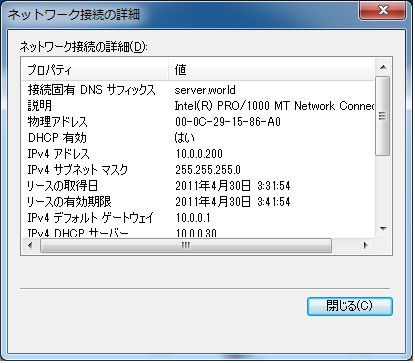 ネットワーク接続の詳細
ネットワーク接続の詳細(D):
プロパティ 値
接続固有 DNS サフィックス server.world
説明 Intel(R) PRO/1000 MT Network Connec
物理アドレス 00-0C-29-15-86-A0
DHCP 有効 はい
IPv4 アドレス 10.0.0.200
IPv4 サブネット マスク 255.255.255.0
リースの取得日 2011年4月30日 3:31:54
リースの有効期限 2011年4月30日 3:41:54
IPv4 デフォルト ゲートウェイ 10.0.0.1
IPv4 DHCP サーバー 10.0.0.30
閉じる(C)